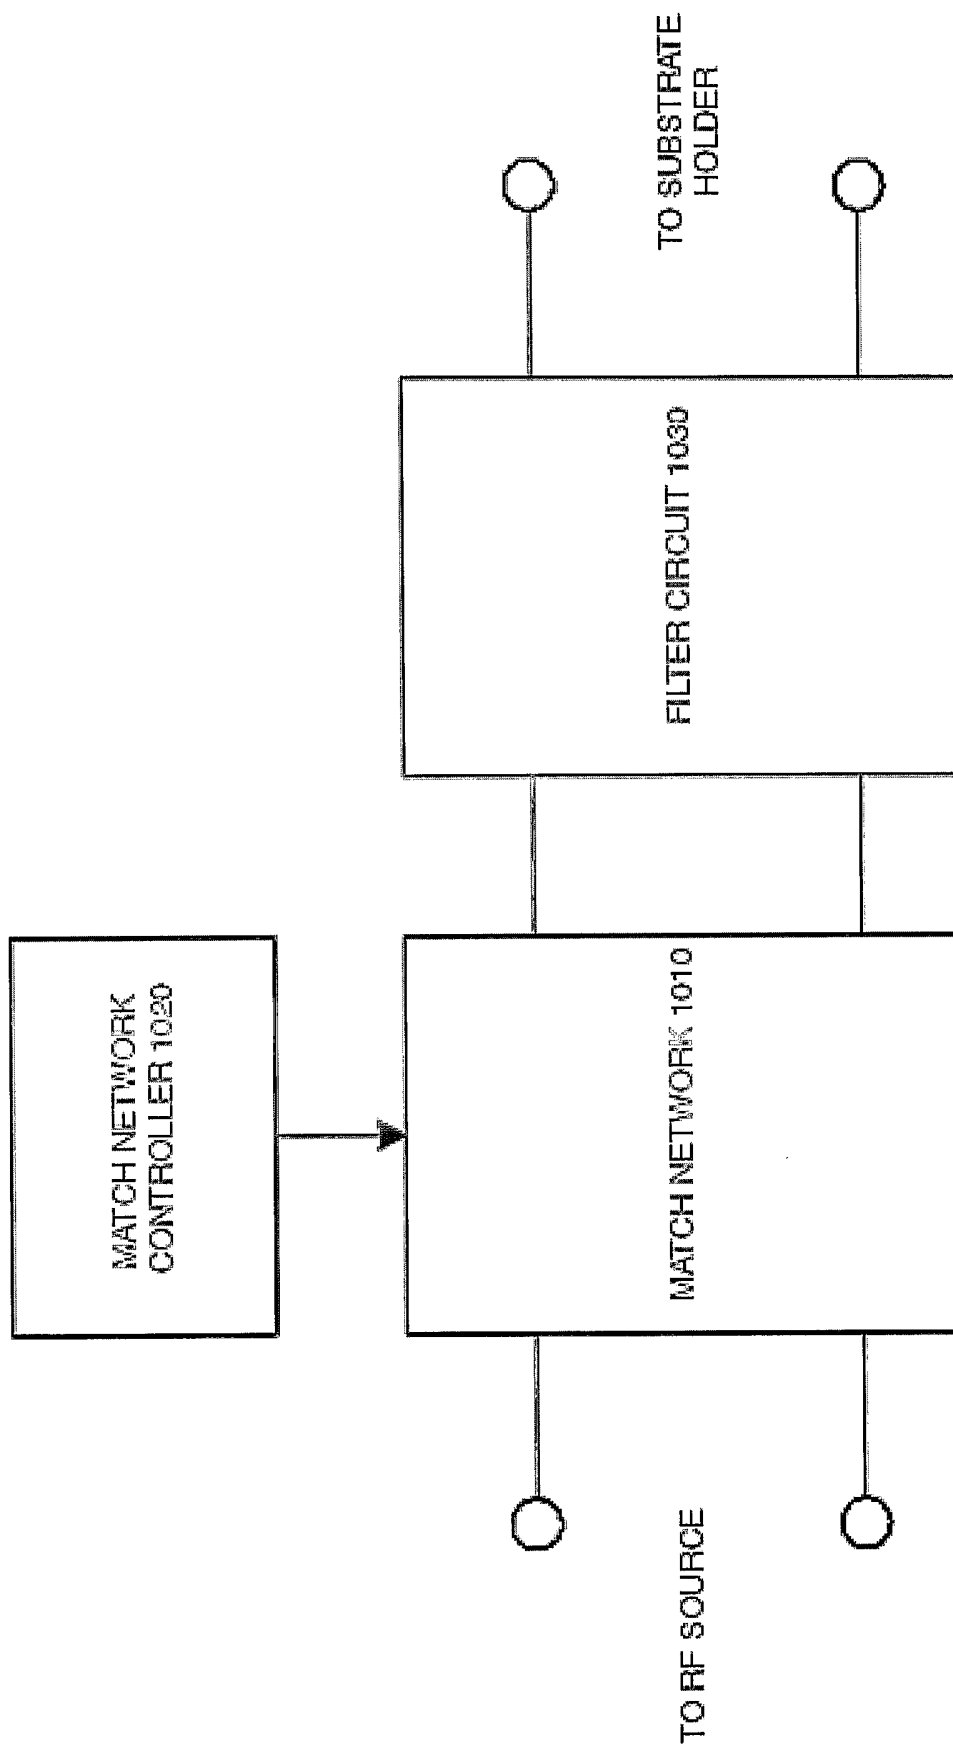 MATCH NETWORK
CONTROLLER 1020
TO RF SOURCE
MATCH NETWORK 1010
FILTER CIRCUIT 1030
TO SUBSTRATE
HOLDER